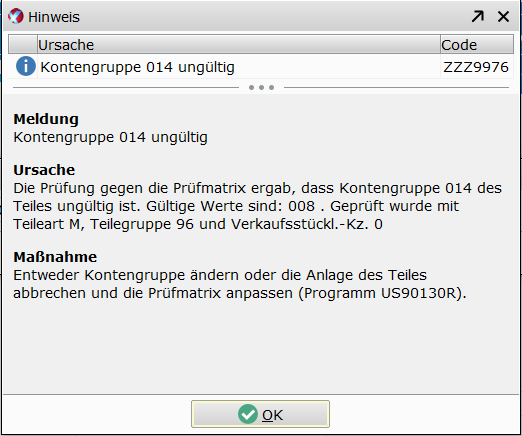 Hinweis
Ursache Code
Kontengruppe 014 ungültig ZZZ9976
Meldung
Kontengruppe 014 ungültig
Ursache
Die Prüfung gegen die Prüfmatrix ergab, dass Kontengruppe 014 des
Teiles ungültig ist. Gültige Werte sind: 008 . Geprüft wurde mit
Teileart M, Teilegruppe 96 und Verkaufsstückl.-Kz. 0
Maßnahme
Entweder Kontengruppe ändern oder die Anlage des Teiles
abbrechen und die Prüfmatrix anpassen (Programm US90130R).
OK